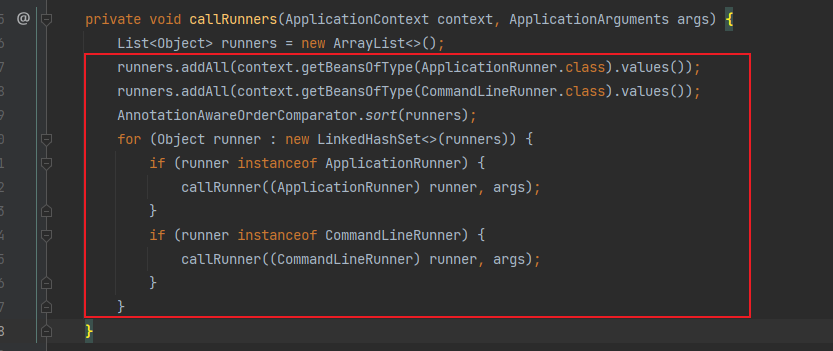 5 @ private void callRunners(ApplicationContext context, ApplicationArguments args) {
6 List<Object> runners = new ArrayList<>();
7 runners.addAll(context.getBeansOfType(ApplicationRunner.class).values());
8 runners.addAll(context.getBeansOfType(CommandLineRunner.class).values());
9 AnnotationAwareOrderComparator.sort(runners);
0 for (Object runner : new LinkedHashSet<>(runners)) {
1 if (runner instanceof ApplicationRunner) {
2 callRunner((ApplicationRunner) runner, args);
3 }
4 if (runner instanceof CommandLineRunner) {
5 callRunner((CommandLineRunner) runner, args);
6 }
7 }
8 }